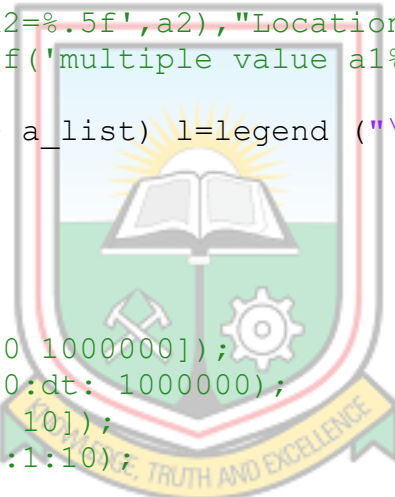 2=%.5f',a2),"Location
f('multiple value a1%
a_list) l=legend ("\
0 1000000]);
0:dt: 1000000);
10]);
:1:10);
KNOWLEDGE, TRUTH AND EXCELLENCE